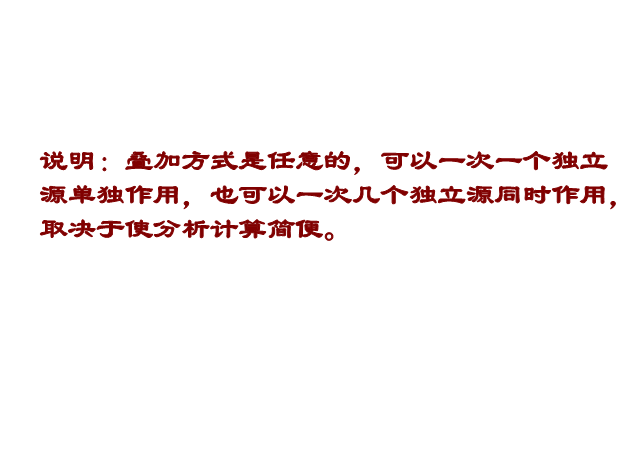 说明：叠加方式是任意的，可以一次一个独立
源单独作用，也可以一次几个独立源同时作用，
取决于使分析计算简便。